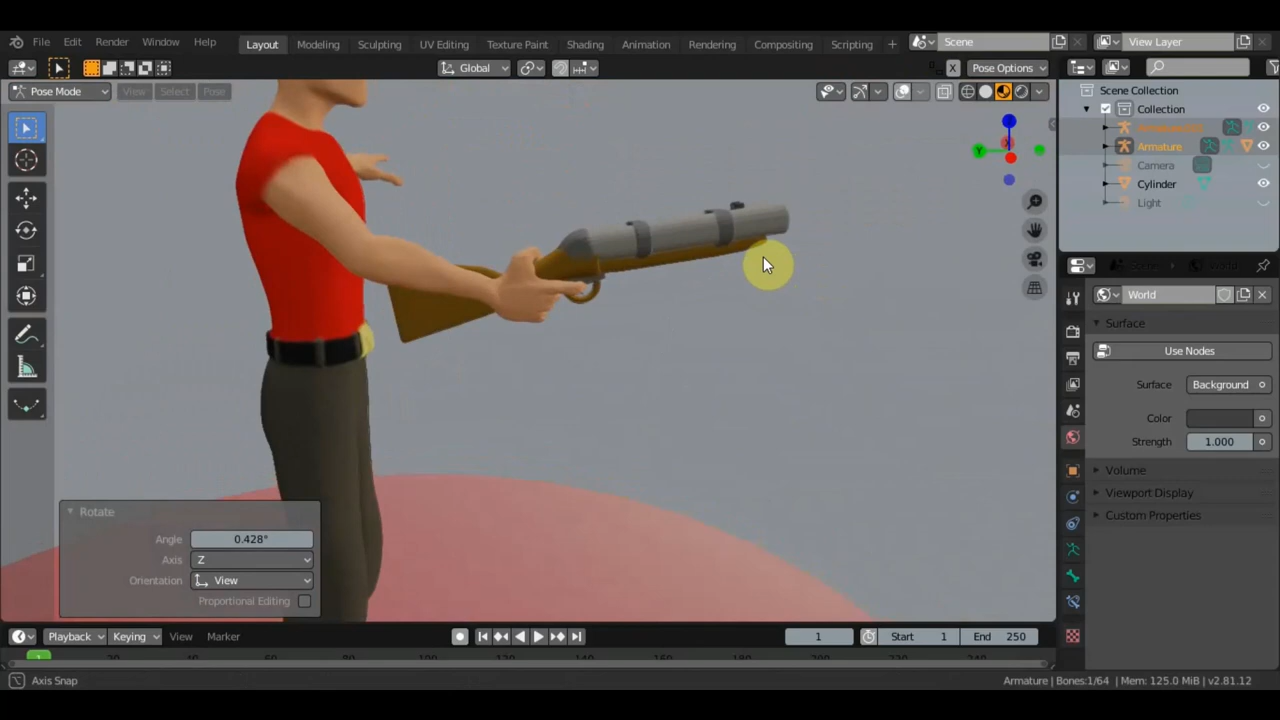 File Edit Render Window Help Layout Modeling Sculpting UV Editing Texture Paint Shading Animation Rendering Compositing Scripting Scene View Layer
Global X Pose Options
Pose Mode View Select Pose
Scene Collection
Collection
Armature
Camera
Cylinder
Light
X
Y
World
Surface
Use Nodes
Surface Background
Color
Strength 1.000
Volume
Viewport Display
Custom Properties
Rotate
Angle 0.428°
Axis Z
Orientation View
Proportional Editing
Playback Keying View Marker 1 Start 1 End 250
1
Axis Snap Armature | Bones:1/64 | Mem: 125.0 MiB | v2.81.12